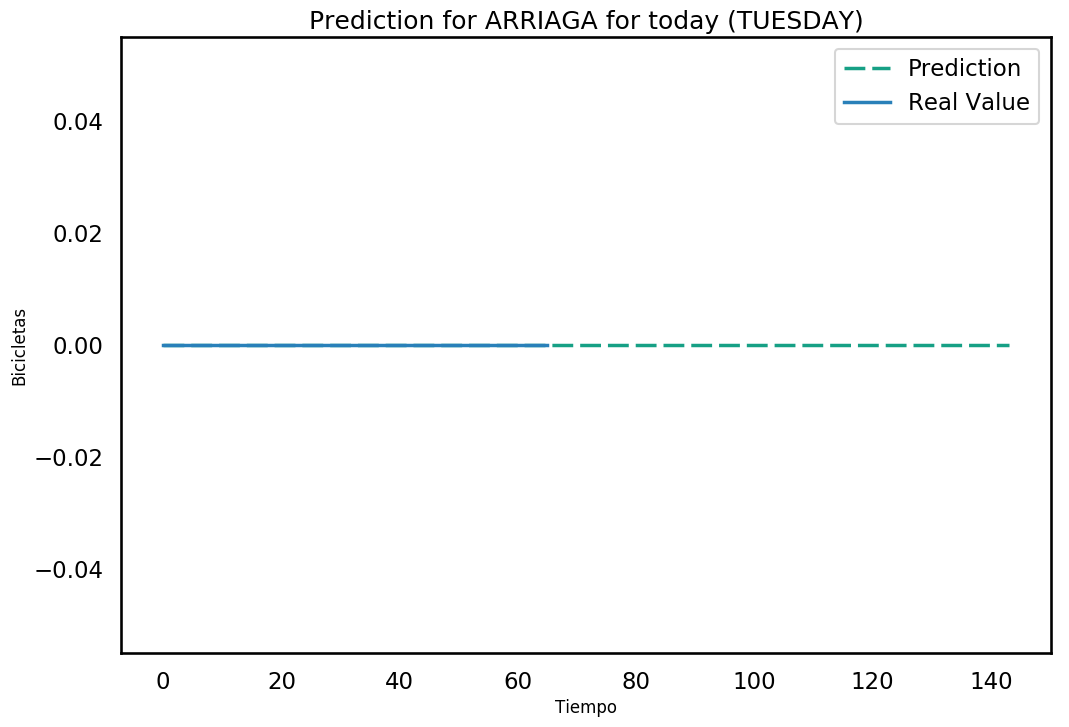 Prediction for ARRIAGA for today (TUESDAY)
Prediction
Real Value
0.04
0.02
0.00
−0.02
−0.04
Bicicletas
0 20 40 60 80 100 120 140
Tiempo